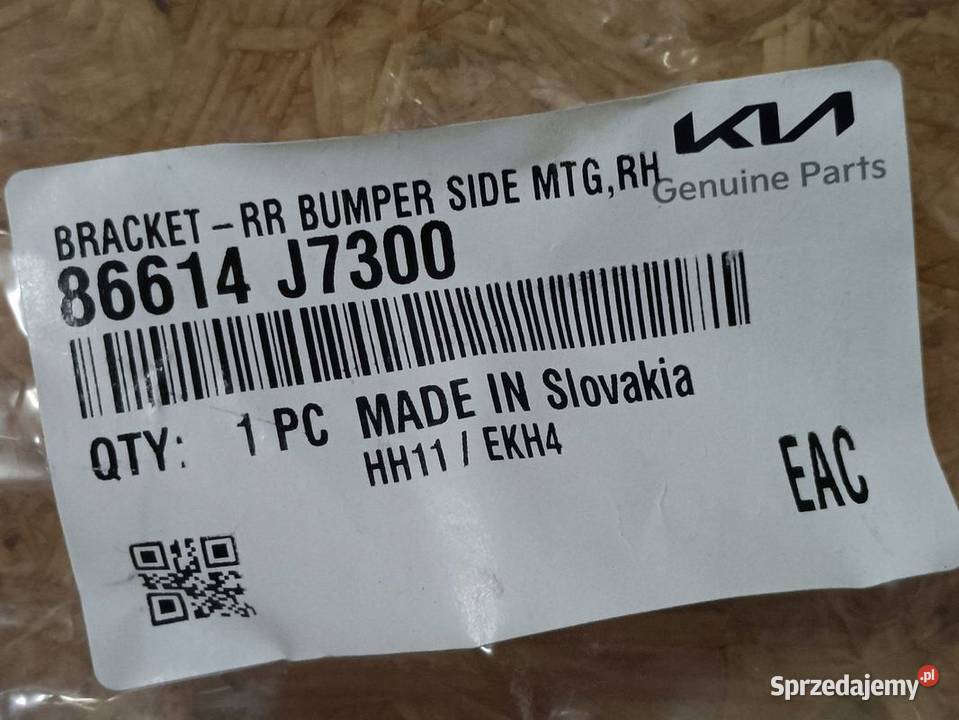 KIA
Genuine Parts
BRACKET - RR BUMPER SIDE MTG,RH
86614 J7300
QTY: 1 PC MADE IN Slovakia
HH11 / EKH4
EAC
Sprzedajemy.pl